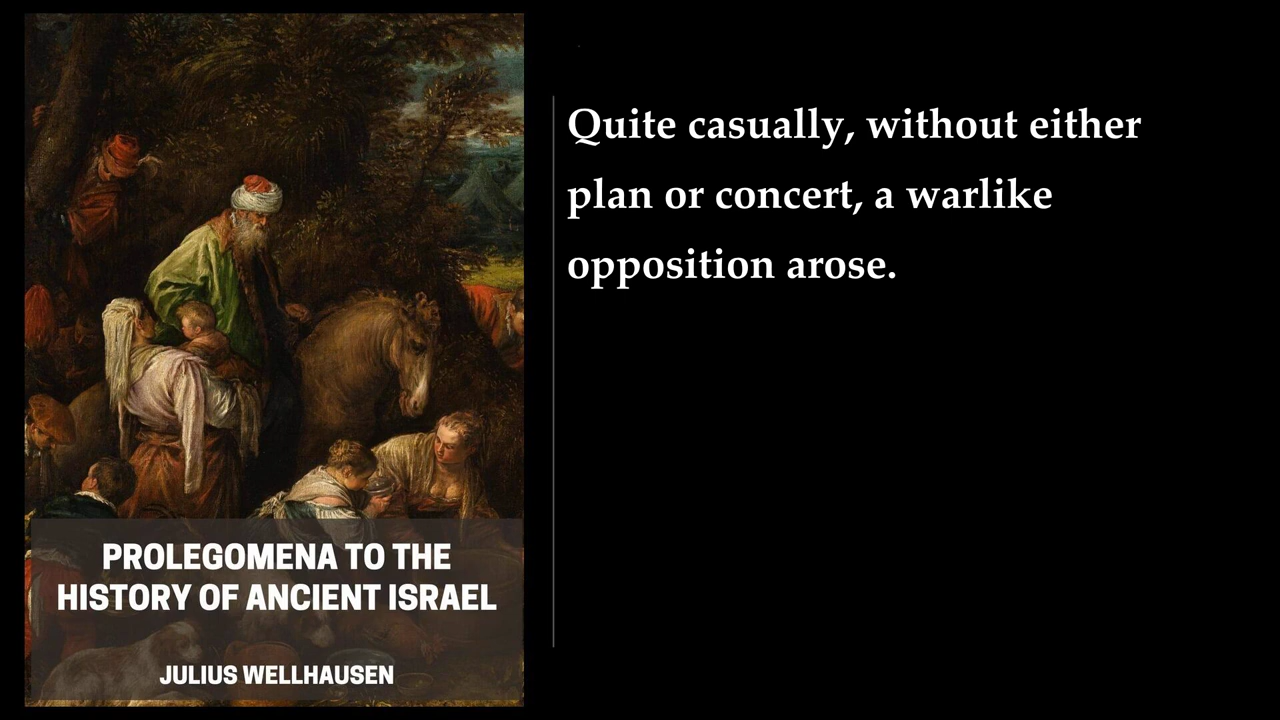 Quite casually, without either
plan or concert, a warlike
opposition arose.
PROLEGOMENA TO THE
HISTORY OF ANCIENT ISRAEL
JULIUS WELLHAUSEN